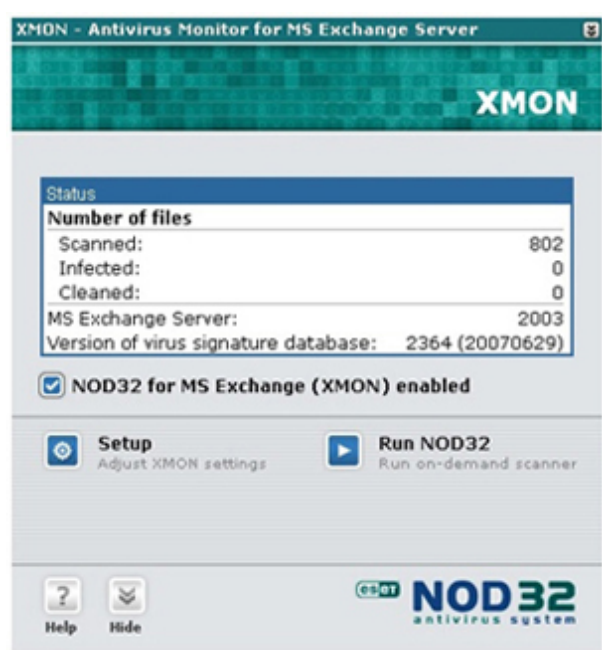 XMON - Antivirus Monitor for MS Exchange Server
XMON
Status
Number of files
Scanned: 802
Infected: 0
Cleaned: 0
MS Exchange Server: 2003
Version of virus signature database: 2364 (20070629)
NOD32 for MS Exchange (XMON) enabled
Setup
Adjust XMON settings
Run NOD32
Run on-demand scanner
?
Help
Hide
eset NOD32
antivirus system